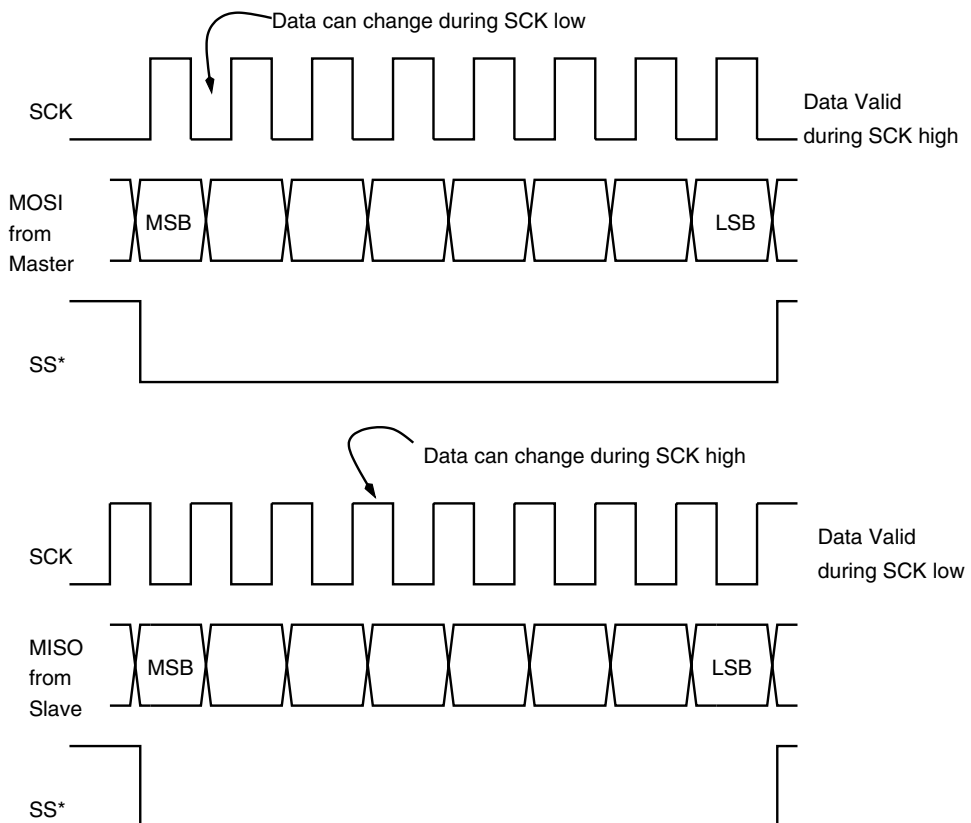 Data can change during SCK low
SCK
Data Valid
during SCK high
MOSI
from
Master
MSB
LSB
SS*
Data can change during SCK high
SCK
Data Valid
during SCK low
MISO
from
Slave
MSB
LSB
SS*